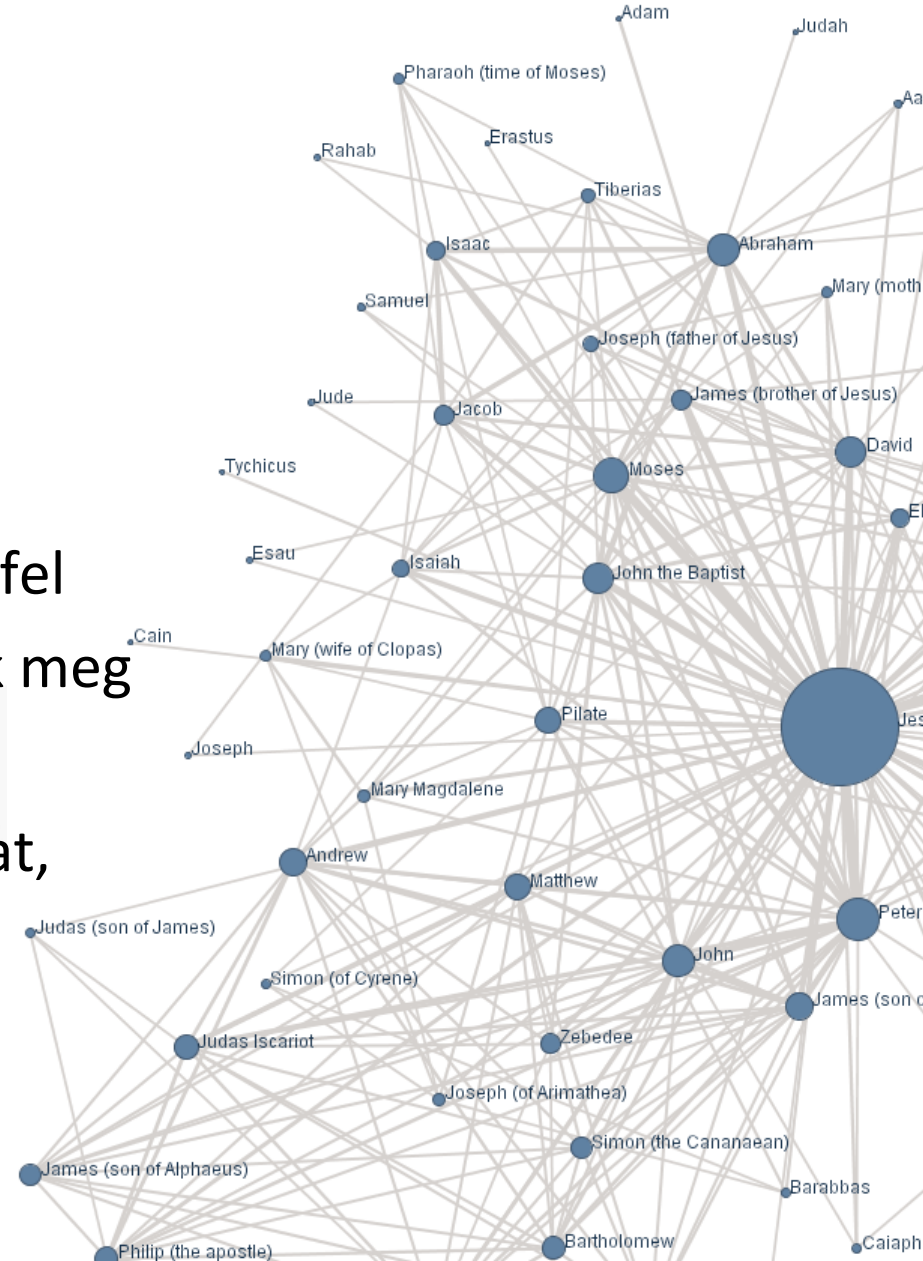 Adam
Judah
Pharaoh (time of Moses)
Aa
Erastus
Rahab
Tiberias
Isaac
Abraham
Mary (moth
Samuel
Joseph (father of Jesus)
James (brother of Jesus)
Jude
Jacob
David
Tychicus
Moses
El
Esau
Isaiah
John the Baptist
fel
Cain
Mary (wife of Clopas)
meg
Pilate
Jes
Joseph
Mary Magdalene
at,
Andrew
Matthew
Peter
Judas (son of James)
John
Simon (of Cyrene)
James (son o
Judas Iscariot
Zebedee
Joseph (of Arimathea)
Simon (the Cananaean)
James (son of Alphaeus)
Barabbas
Philip (the apostle)
Bartholomew
Caiaph